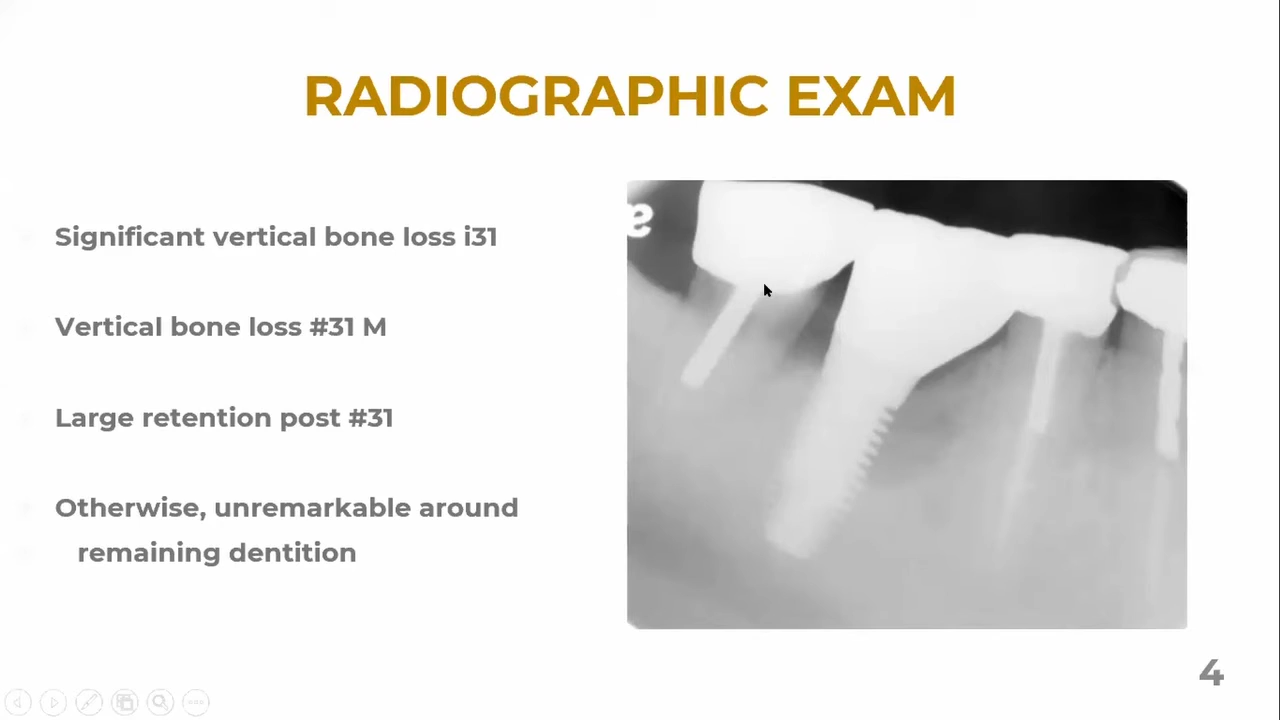 RADIOGRAPHIC EXAM
Significant vertical bone loss i31
Vertical bone loss #31 M
Large retention post #31
Otherwise, unremarkable around
remaining dentition
4